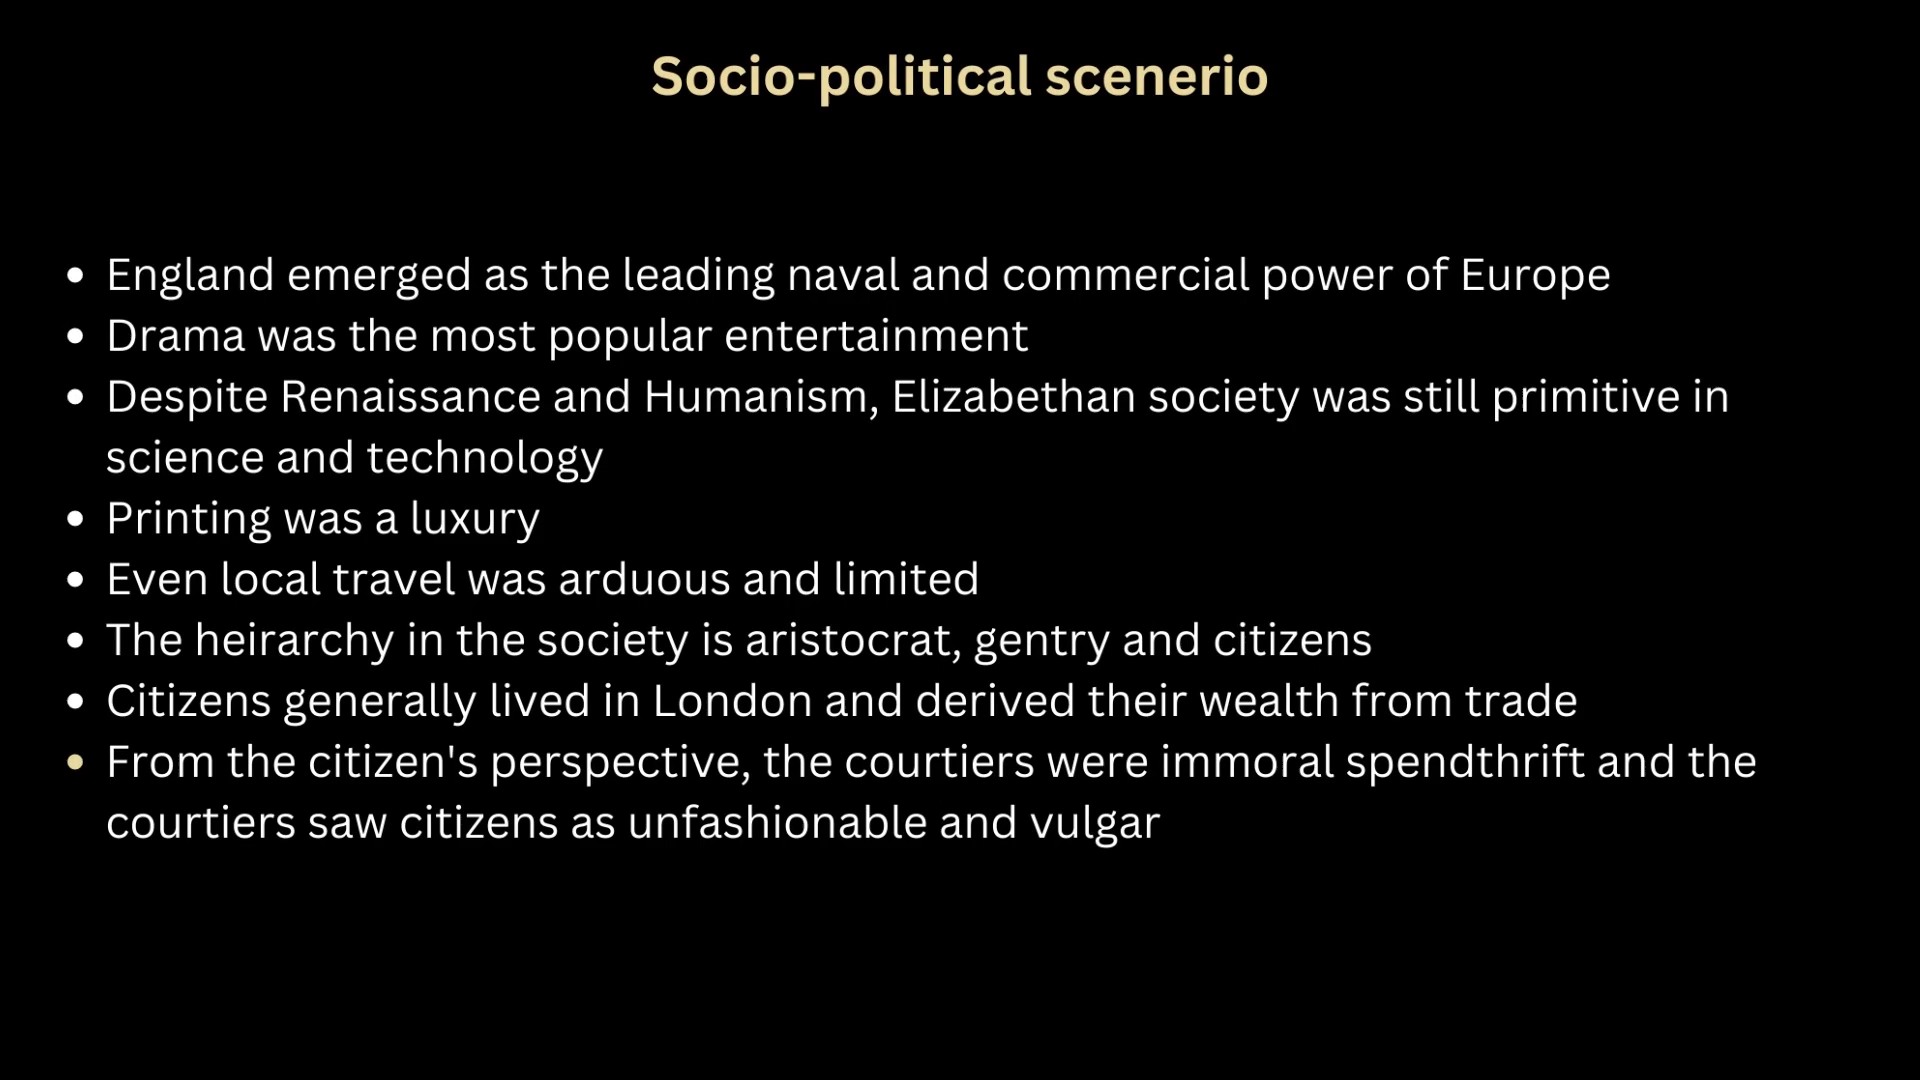 Socio-political scenerio
• England emerged as the leading naval and commercial power of Europe
• Drama was the most popular entertainment
• Despite Renaissance and Humanism, Elizabethan society was still primitive in
science and technology
• Printing was a luxury
• Even local travel was arduous and limited
• The heirarchy in the society is aristocrat, gentry and citizens
• Citizens generally lived in London and derived their wealth from trade
• From the citizen's perspective, the courtiers were immoral spendthrift and the
courtiers saw citizens as unfashionable and vulgar